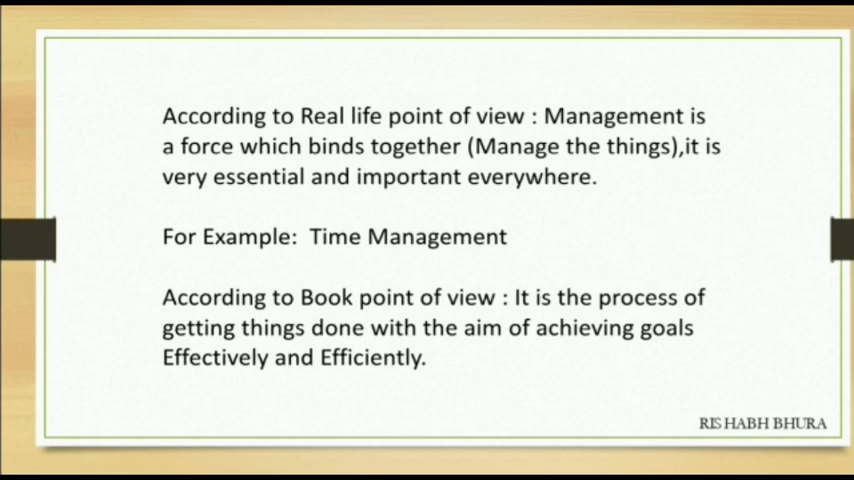 According to Real life point of view : Management is
a force which binds together (Manage the things),it is
very essential and important everywhere.
For Example:  Time Management
According to Book point of view : It is the process of
getting things done with the aim of achieving goals
Effectively and Efficiently.
RISHABH BHURA